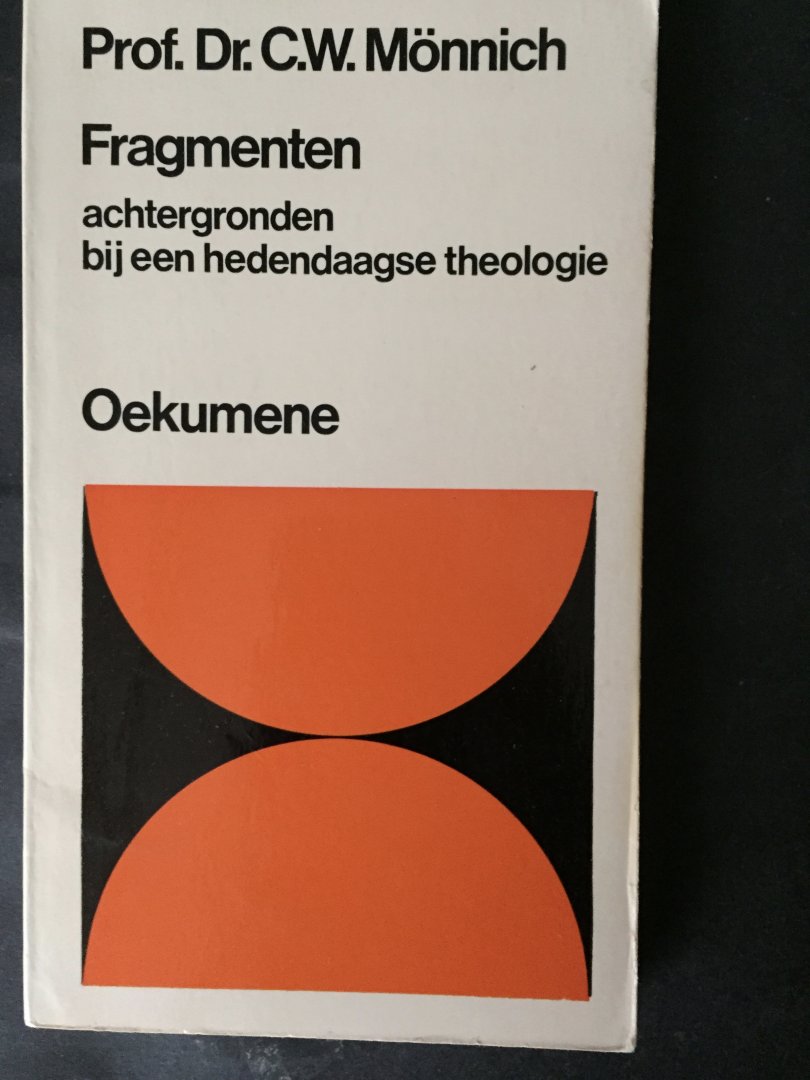 Prof. Dr. C.W. Mönnich
Fragmenten
achtergronden
bij een hedendaagse theologie
Oekumene